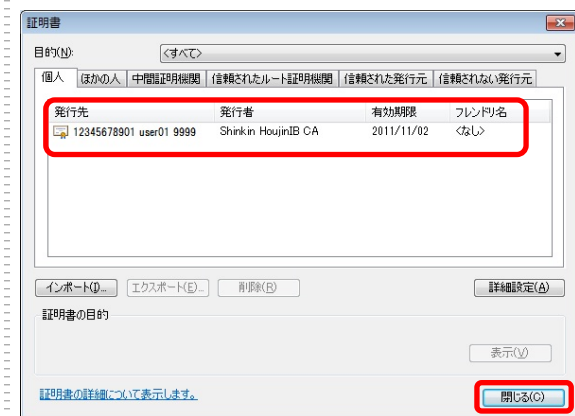 証明書
目的(N): <すべて>
個人 ほかの人 中間証明機関 信頼されたルート証明機関 信頼された発行元 信頼されない発行元
発行先 発行者 有効期限 フレンドリ名
12345678901 user01 9999 Shinkin HoujinIB CA 2011/11/02 <なし>
インポート(I)... エクスポート(E)... 削除(R) 詳細設定(A)
証明書の目的
表示(V)
証明書の詳細について表示します。 閉じる(C)